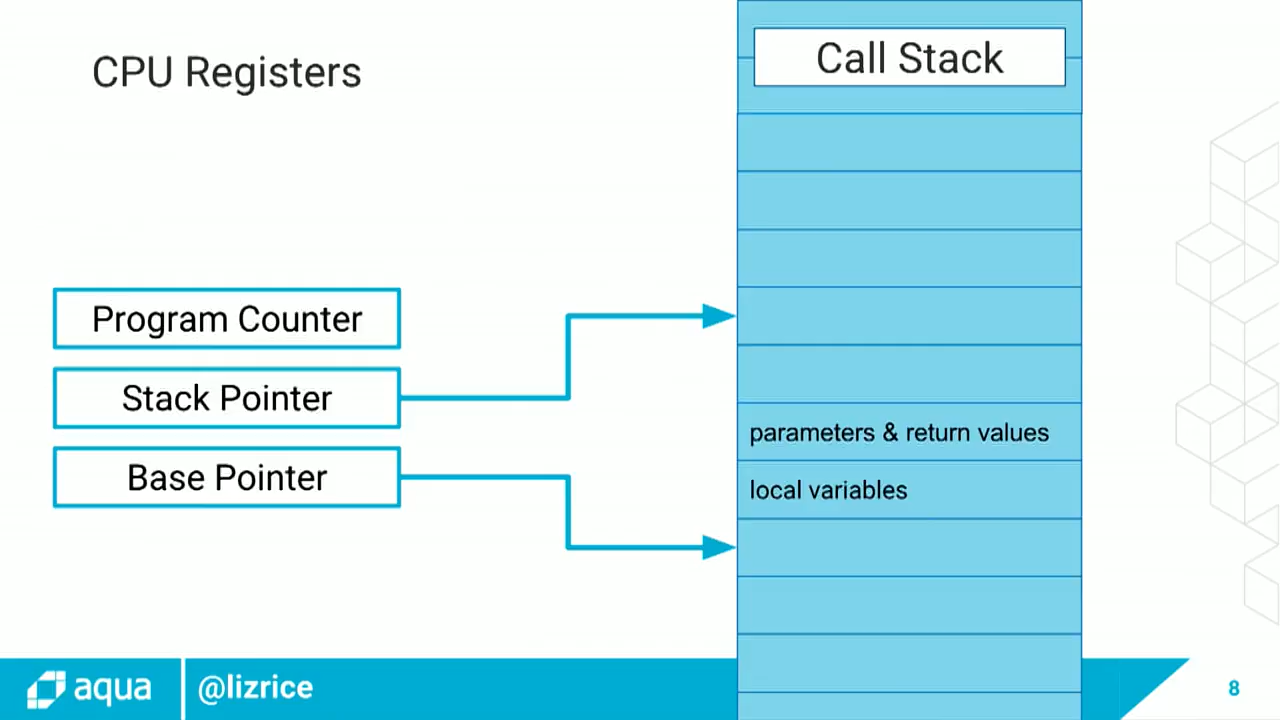 CPU Registers
Call Stack
Program Counter
Stack Pointer
Base Pointer
parameters & return values
local variables
aqua
@lizrice
8